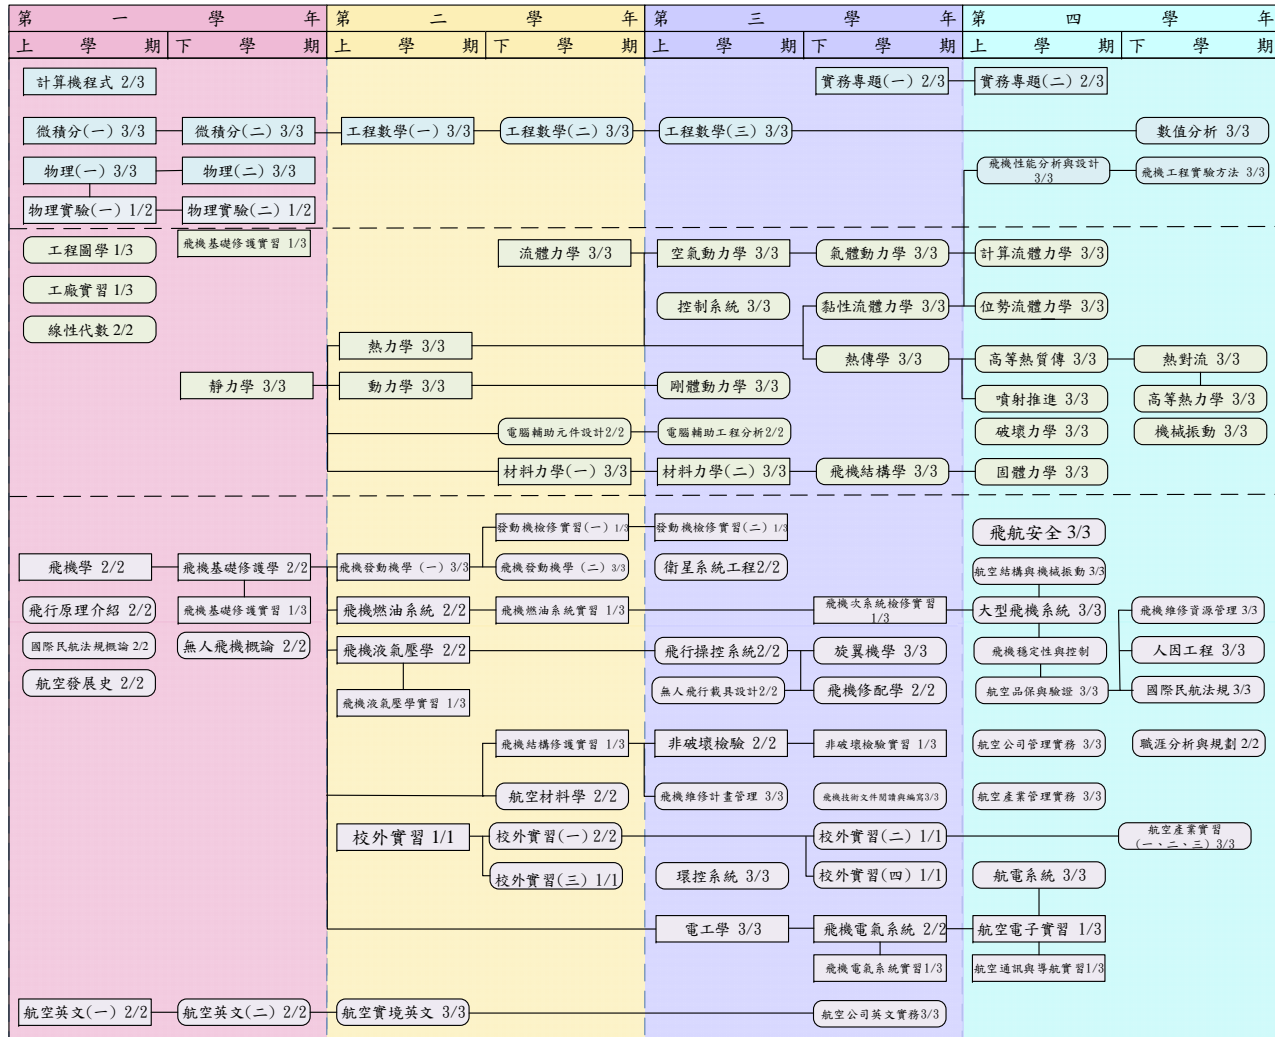 第一學年 第二學年 第三學年 第四學年
上學期 下學期 上學期 下學期 上學期 下學期 上學期 下學期
計算機程式 2/3 實務專題(一) 2/3 實務專題(二) 2/3
微積分(一) 3/3 微積分(二) 3/3 工程數學(一) 3/3 工程數學(二) 3/3 工程數學(三) 3/3 數值分析 3/3
物理(一) 3/3 物理(二) 3/3 飛機性能分析與設計 3/3 飛機工程實驗方法 3/3
物理實驗(一) 1/2 物理實驗(二) 1/2
工程圖學 1/3 飛機基礎修護實習 1/3 流體力學 3/3 空氣動力學 3/3 氣體動力學 3/3 計算流體力學 3/3
工廠實習 1/3 控制系統 3/3 黏性流體力學 3/3 位勢流體力學 3/3
線性代數 2/2 熱力學 3/3 熱傳學 3/3 高等熱質傳 3/3 熱對流 3/3
靜力學 3/3 動力學 3/3 剛體動力學 3/3 噴射推進 3/3 高等熱力學 3/3
電腦輔助元件設計2/2 電腦輔助工程分析2/2 破壞力學 3/3 機械振動 3/3
材料力學(一) 3/3 材料力學(二) 3/3 飛機結構學 3/3 固體力學 3/3
發動機檢修實習(一) 1/3 發動機檢修實習(二) 1/3 飛航安全 3/3
飛機學 2/2 飛機基礎修護學 2/2 飛機發動機學 (一) 3/3 飛機發動機學 (二) 3/3 衛星系統工程2/2 航空結構與機械振動 3/3
飛行原理介紹 2/2 飛機基礎修護實習 1/3 飛機燃油系統 2/2 飛機燃油系統實習 1/3 飛機次系統檢修實習 1/3 大型飛機系統 3/3 飛機維修資源管理 3/3
國際民航法規概論 2/2 無人飛機概論 2/2 飛機液氣壓學 2/2 飛行操控系統2/2 旋翼機學 3/3 飛機穩定性與控制 人因工程 3/3
航空發展史 2/2 飛機液氣壓學實習 1/3 無人飛行載具設計2/2 飛機修配學 2/2 航空品保與驗證 3/3 國際民航法規 3/3
飛機結構修護實習 1/3 非破壞檢驗 2/2 非破壞檢驗實習 1/3 航空公司管理實務 3/3 職涯分析與規劃 2/2
航空材料學 2/2 飛機維修計畫管理 3/3 飛機技術文件閱讀與編寫3/3 航空產業管理實務 3/3
校外實習 1/1 校外實習(一) 2/2 校外實習(二) 1/1 航空產業實習(一、二、三) 3/3
校外實習(三) 1/1 環控系統 3/3 校外實習(四) 1/1 航電系統 3/3
電工學 3/3 飛機電氣系統 2/2 航空電子實習 1/3
飛機電氣系統實習1/3 航空通訊與導航實習1/3
航空英文(一) 2/2 航空英文(二) 2/2 航空實境英文 3/3 航空公司英文實務3/3